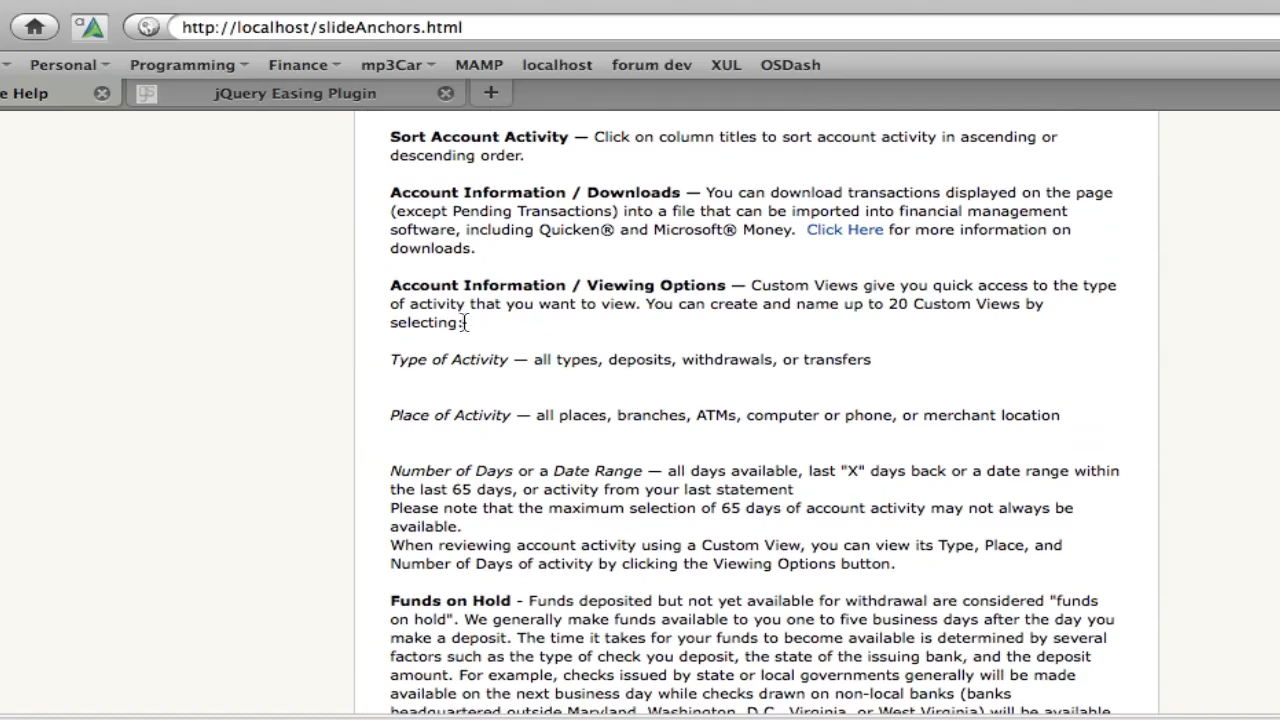 http://localhost/slideAnchors.html
Personal Programming Finance mp3Car MAMP localhost forum dev XUL OSDash
e Help jQuery Easing Plugin
Sort Account Activity — Click on column titles to sort account activity in ascending or
descending order.
Account Information / Downloads — You can download transactions displayed on the page
(except Pending Transactions) into a file that can be imported into financial management
software, including Quicken® and Microsoft® Money. Click Here for more information on
downloads.
Account Information / Viewing Options — Custom Views give you quick access to the type
of activity that you want to view. You can create and name up to 20 Custom Views by
selecting:
Type of Activity — all types, deposits, withdrawals, or transfers
Place of Activity — all places, branches, ATMs, computer or phone, or merchant location
Number of Days or a Date Range — all days available, last "X" days back or a date range within
the last 65 days, or activity from your last statement
Please note that the maximum selection of 65 days of account activity may not always be
available.
When reviewing account activity using a Custom View, you can view its Type, Place, and
Number of Days of activity by clicking the Viewing Options button.
Funds on Hold - Funds deposited but not yet available for withdrawal are considered "funds
on hold". We generally make funds available to you one to five business days after the day you
make a deposit. The time it takes for your funds to become available is determined by several
factors such as the type of check you deposit, the state of the issuing bank, and the deposit
amount. For example, checks issued by state or local governments generally will be made
available on the next business day while checks drawn on non-local banks (banks
headquartered outside Maryland, Washington, D.C., Virginia, or West Virginia) will be available